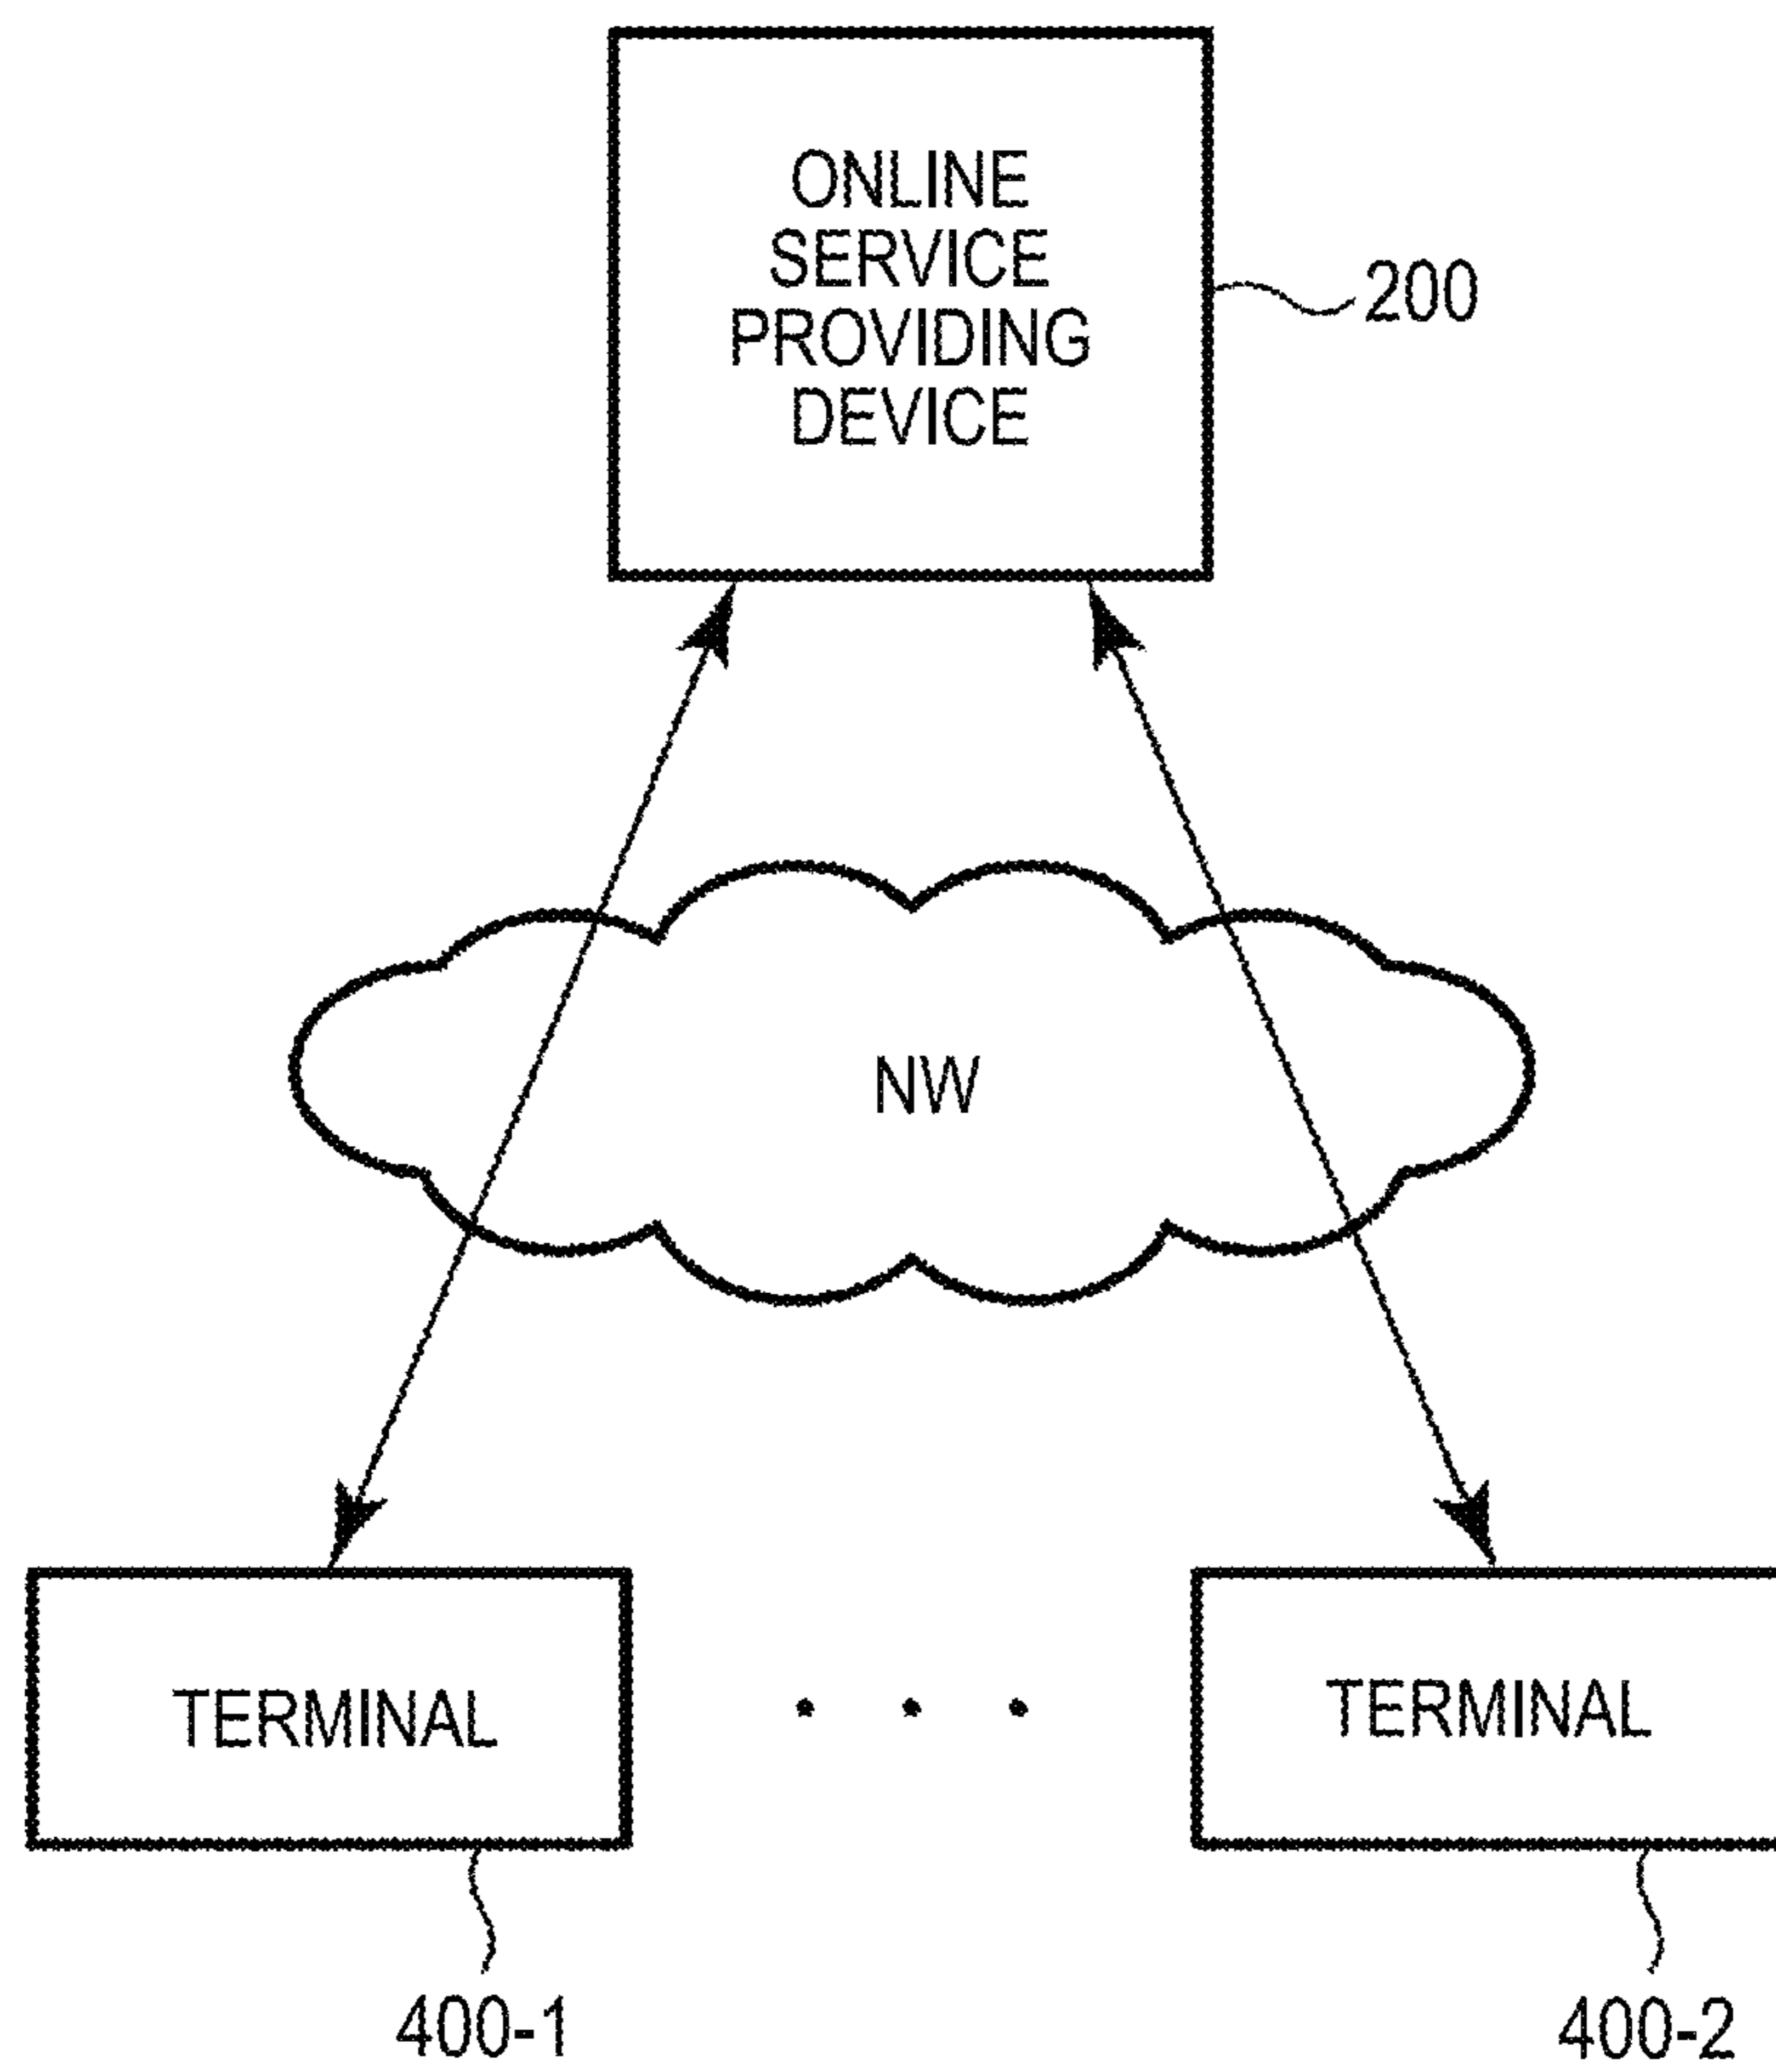 ONLINE
SERVICE
PROVIDING
DEVICE
200
NW
TERMINAL
TERMINAL
400-1
400-2